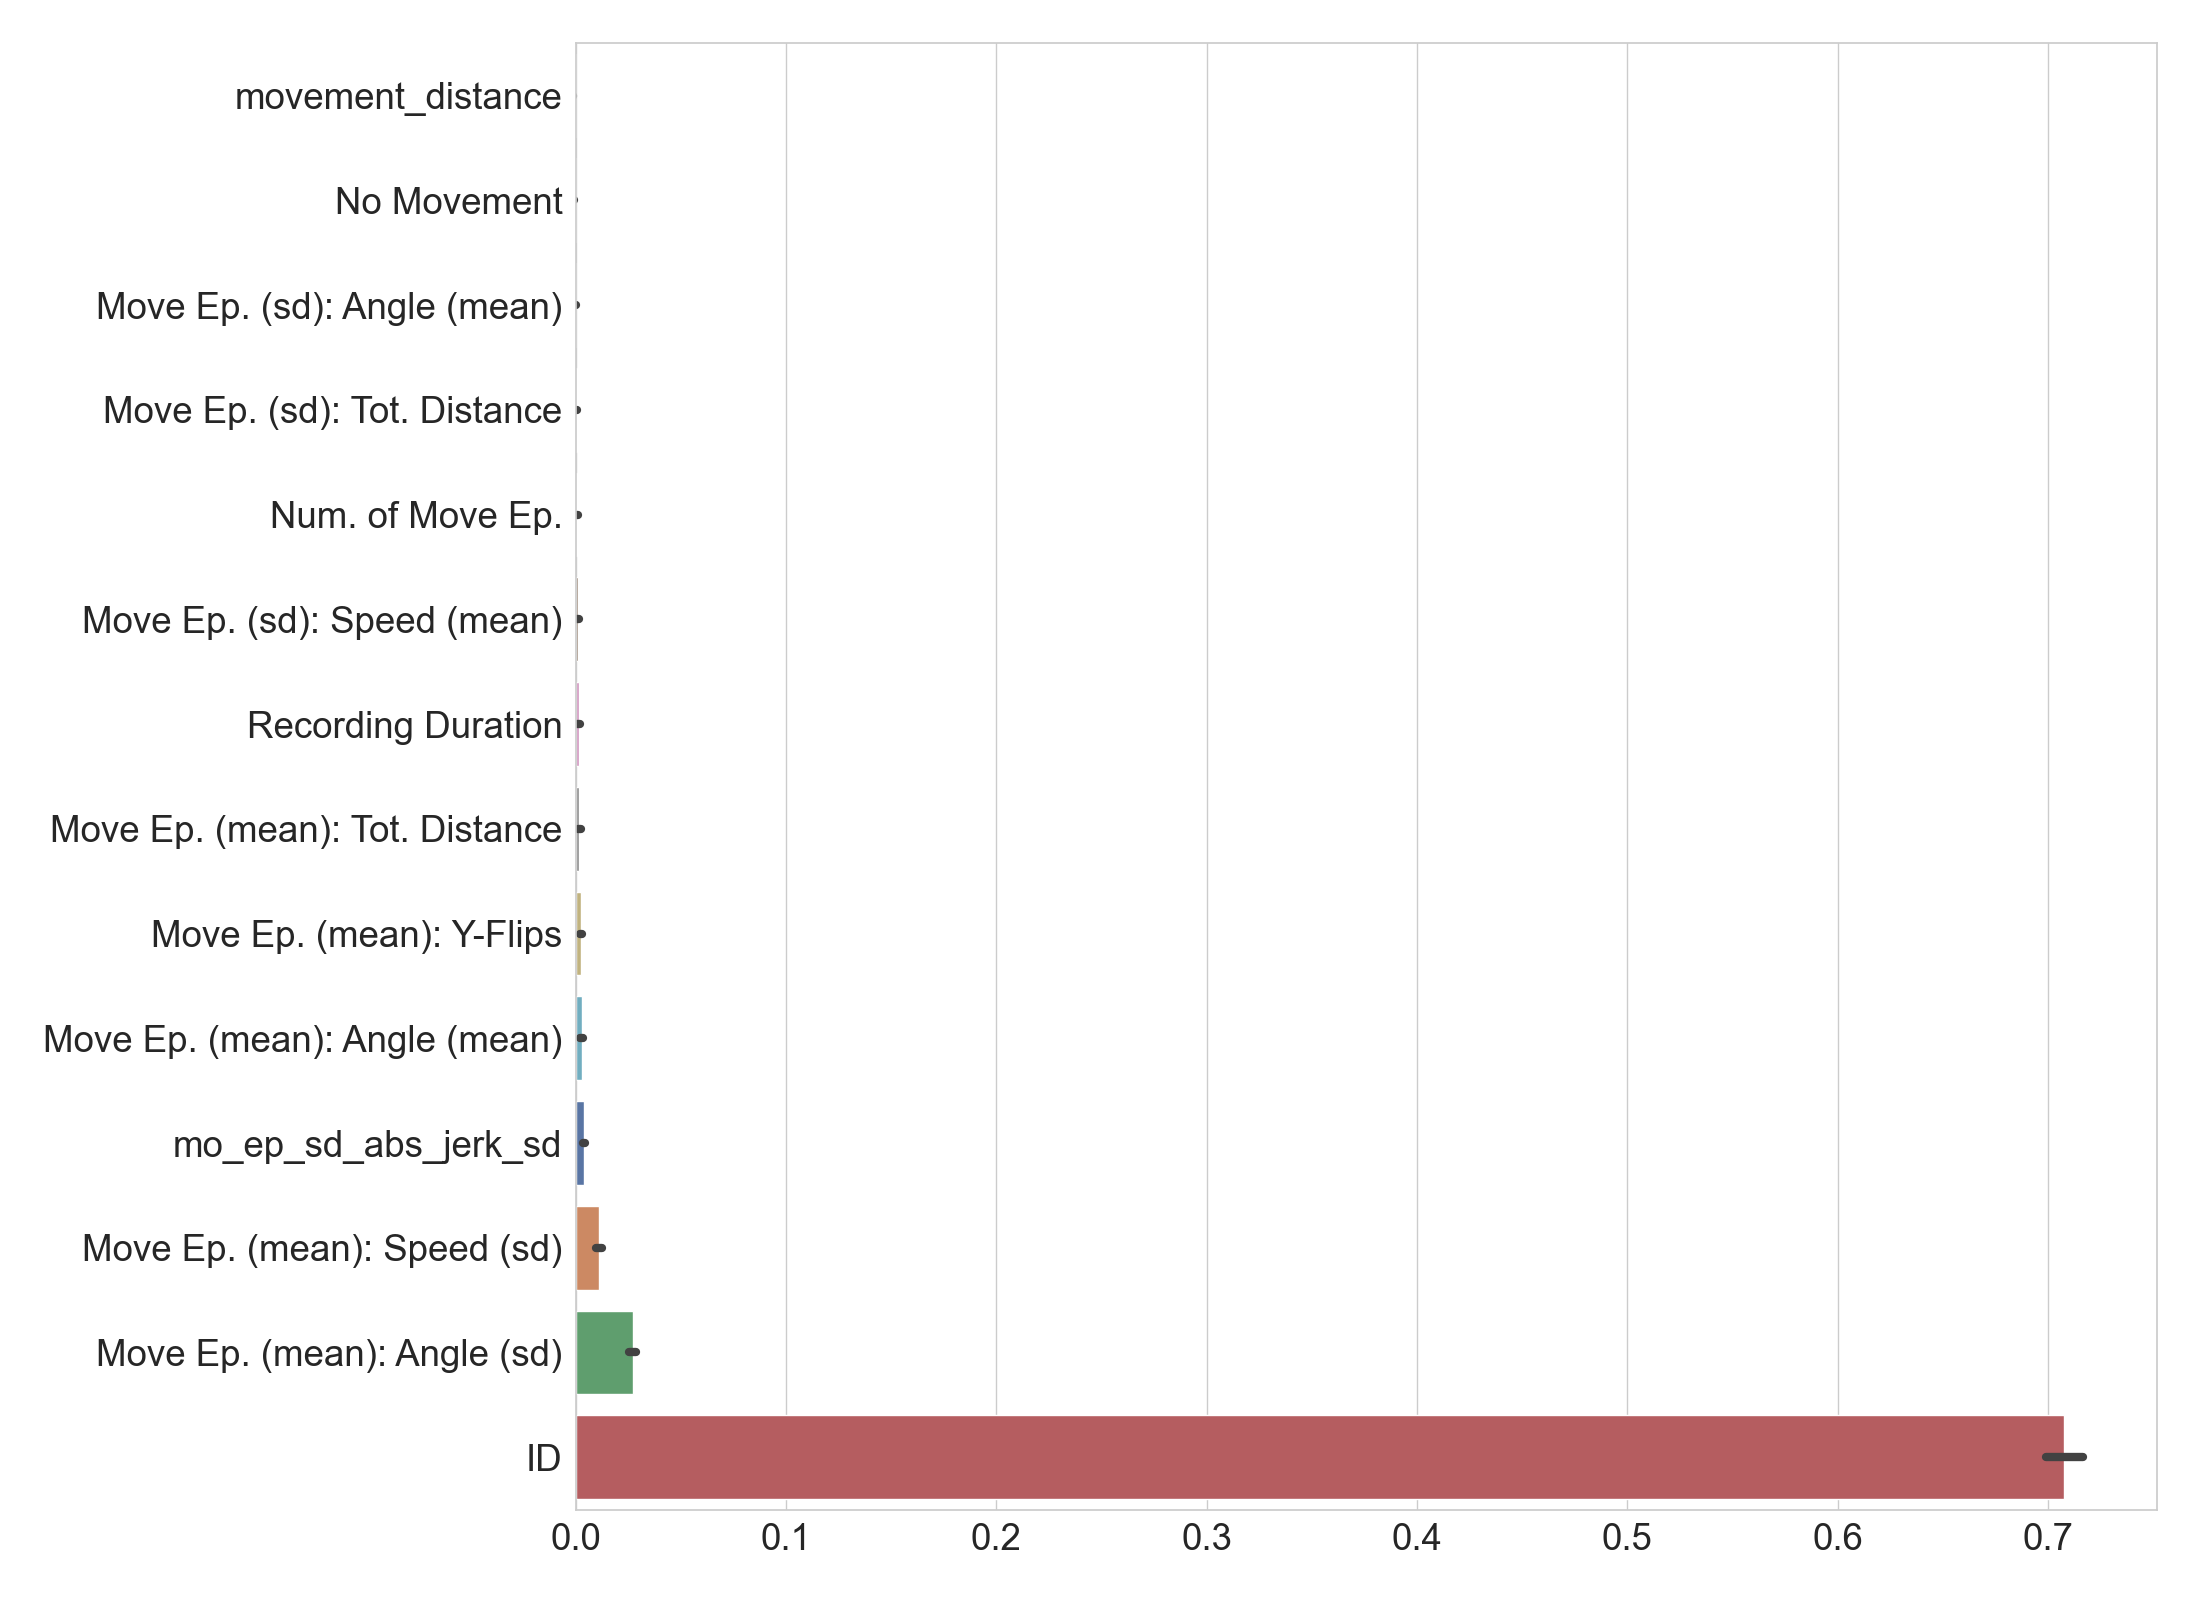 movement_distance
No Movement
Move Ep. (sd): Angle (mean)
Move Ep. (sd): Tot. Distance
Num. of Move Ep.
Move Ep. (sd): Speed (mean)
Recording Duration
Move Ep. (mean): Tot. Distance
Move Ep. (mean): Y-Flips
Move Ep. (mean): Angle (mean)
mo_ep_sd_abs_jerk_sd
Move Ep. (mean): Speed (sd)
Move Ep. (mean): Angle (sd)
ID
0.0 0.1 0.2 0.3 0.4 0.5 0.6 0.7